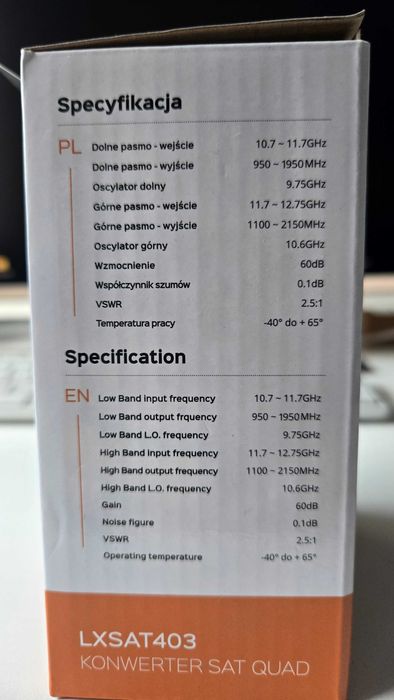 Specyfikacja
PL Dolne pasmo - wejście 10.7 ~ 11.7GHz
Dolne pasmo - wyjście 950 ~ 1950MHz
Oscylator dolny 9.75GHz
Górne pasmo - wejście 11.7 ~ 12.75GHz
Górne pasmo - wyjście 1100 ~ 2150MHz
Oscylator górny 10.6GHz
Wzmocnienie 60dB
Współczynnik szumów 0.1dB
VSWR 2.5:1
Temperatura pracy -40° do + 65°
Specification
EN Low Band input frequency 10.7 ~ 11.7GHz
Low Band output frquency 950 ~ 1950MHz
Low Band L.O. frequency 9.75GHz
High Band input frequency 11.7 ~ 12.75GHz
High Band output frequency 1100 ~ 2150MHz
High Band L.O. frequency 10.6GHz
Gain 60dB
Noise figure 0.1dB
VSWR 2.5:1
Operating temperature -40° do + 65°
LXSAT403
KONWERTER SAT QUAD